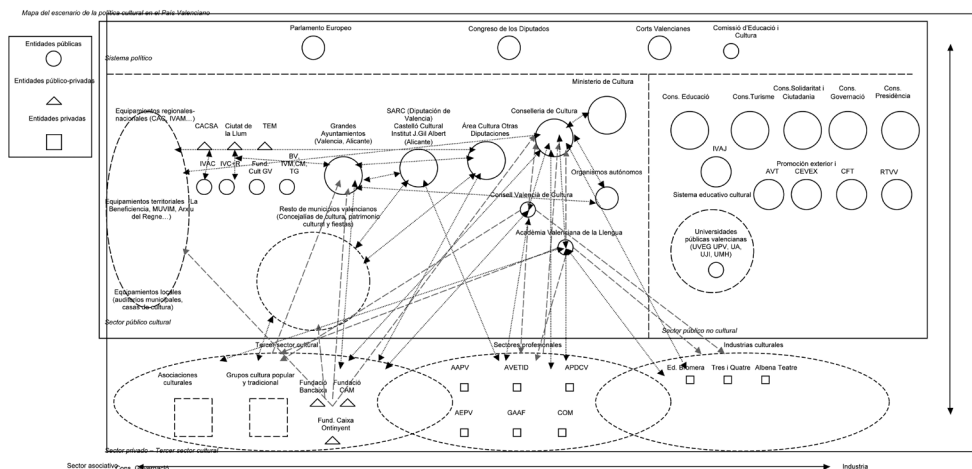 Mapa del escenario de la política cultural en el País Valenciano
Entidades públicas
Entidades público-privadas
Entidades privadas
Parlamento Europeo
Congreso de los Diputados
Corts Valencianes
Comissió d'Educació i
Cultura
Sistema político
Ministerio de Cultura
Equipamientos regionales-
nacionales (CAC, IVAM...)
CACSA
Ciutat de
la Llum
TEM
Grandes
Ayuntamientos
(Valencia, Alicante)
SARC (Diputación de
Valencia)
Castelló Cultural
Institut J.Gil Albert
(Alicante)
Área Cultura Otras
Diputaciones
Conselleria de Cultura
IVAC
IVC+R
Fund.
Cult GV
BV,
IVM,CM,
TG
Organismos autónomos
Consell Valencià de Cultura
Equipamientos territoriales - La
Beneficiencia, MUVIM, Arxiu
del Regne...)
Resto de municipios valencianos
(Concejalías de cultura, patrimonio
cultural y fiestas)
Acadèmia Valenciana de la Llengua
Equipamientos locales
(auditorios municipales,
casas de cultura)
Sector público cultural
Cons. Educació
Cons.Turisme
Cons.Solidaritat i
Ciutadania
Cons.
Governació
Cons.
Presidència
IVAJ
Sistema educativo cultural
Promoción exterior i
AVT
CEVEX
CFT
RTVV
Universidades
públicas valencianas
(UVEG UPV, UA,
UJI, UMH)
Sector público no cultural
Tercer sector cultural
Sectores profesionales
Industrias culturales
Asociaciones
culturales
Grupos cultura popular
y tradicional
Fundació
Bancaixa
Fundació
CAM
Fund. Caixa
Ontinyent
AAPV
AVETID
APDCV
AEPV
GAAF
COM
Ed. Bromera
Tres i Quatre
Albena Teatre
Sector privado – Tercer sector cultural
Sector asociativo
Cons. Governació
Industria